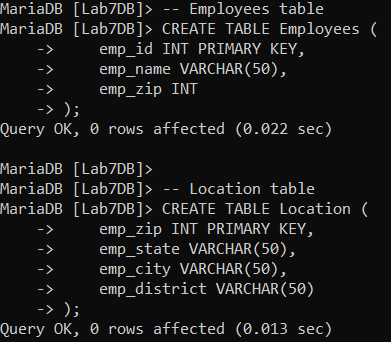 MariaDB [Lab7DB]> -- Employees table
MariaDB [Lab7DB]> CREATE TABLE Employees (
    ->     emp_id INT PRIMARY KEY,
    ->     emp_name VARCHAR(50),
    ->     emp_zip INT
    -> );
Query OK, 0 rows affected (0.022 sec)

MariaDB [Lab7DB]>
MariaDB [Lab7DB]> -- Location table
MariaDB [Lab7DB]> CREATE TABLE Location (
    ->     emp_zip INT PRIMARY KEY,
    ->     emp_state VARCHAR(50),
    ->     emp_city VARCHAR(50),
    ->     emp_district VARCHAR(50)
    -> );
Query OK, 0 rows affected (0.013 sec)